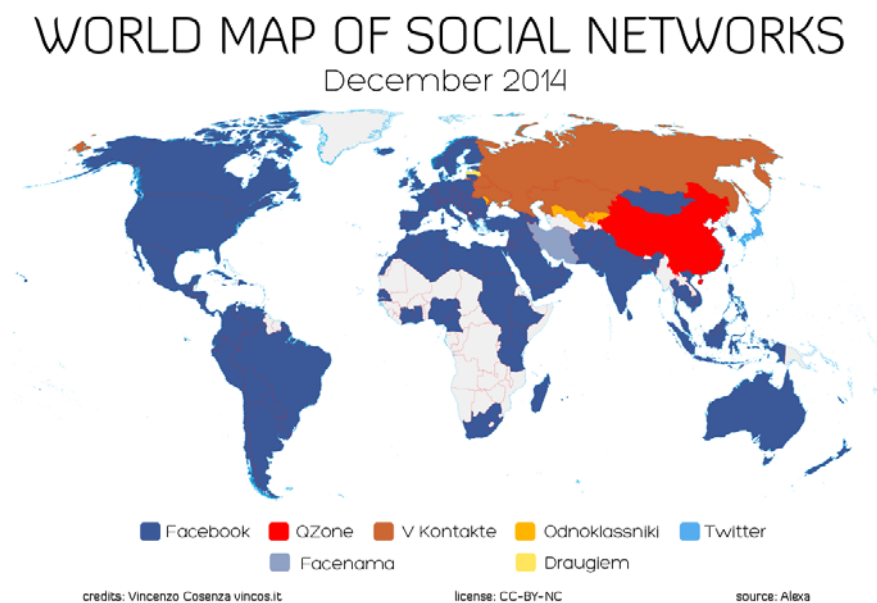 WORLD MAP OF SOCIAL NETWORKS
December 2014
Facebook QZone V Kontakte Odnoklassniki Twitter
Facenama Draugiem
credits: Vincenzo Cosenza vincos.it license: CC-BY-NC source: Alexa